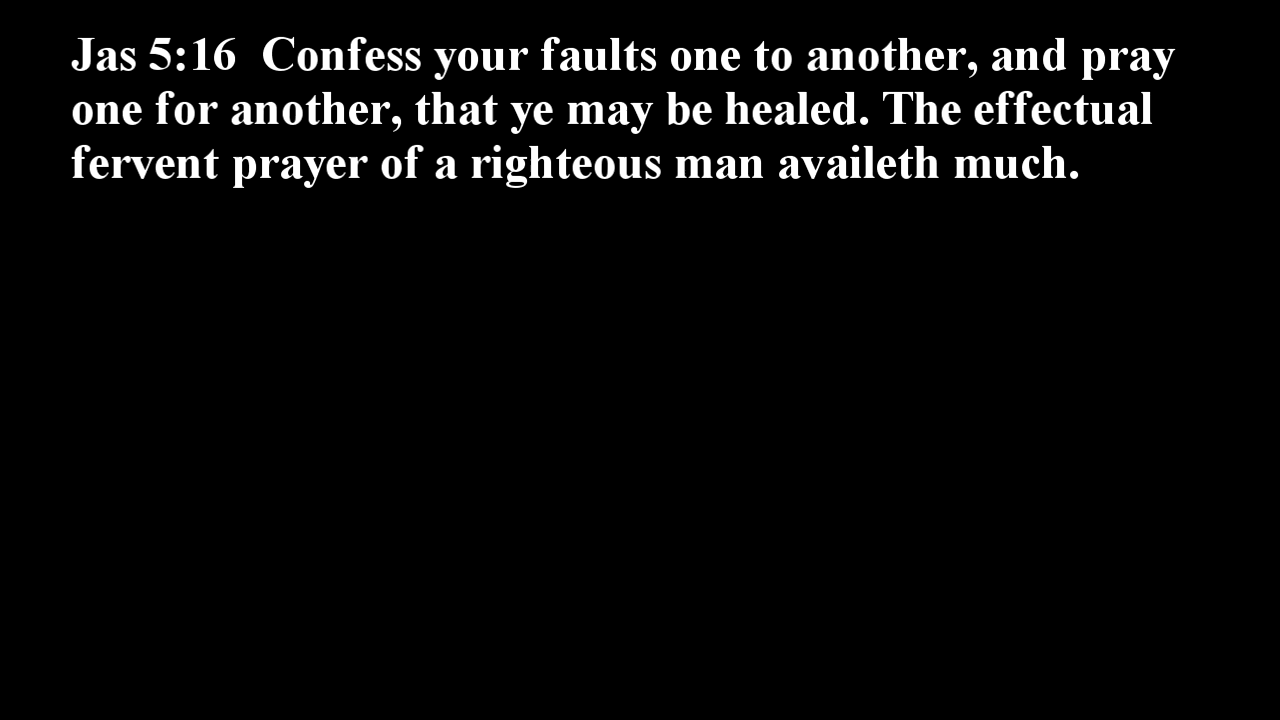 Jas 5:16  Confess your faults one to another, and pray
one for another, that ye may be healed. The effectual
fervent prayer of a righteous man availeth much.